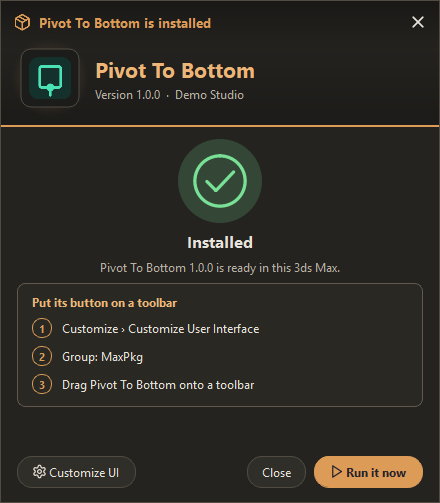 Pivot To Bottom is installed
Pivot To Bottom
Version 1.0.0 · Demo Studio
Installed
Pivot To Bottom 1.0.0 is ready in this 3ds Max.
Put its button on a toolbar
1 Customize › Customize User Interface
2 Group: MaxPkg
3 Drag Pivot To Bottom onto a toolbar
Customize UI Close Run it now